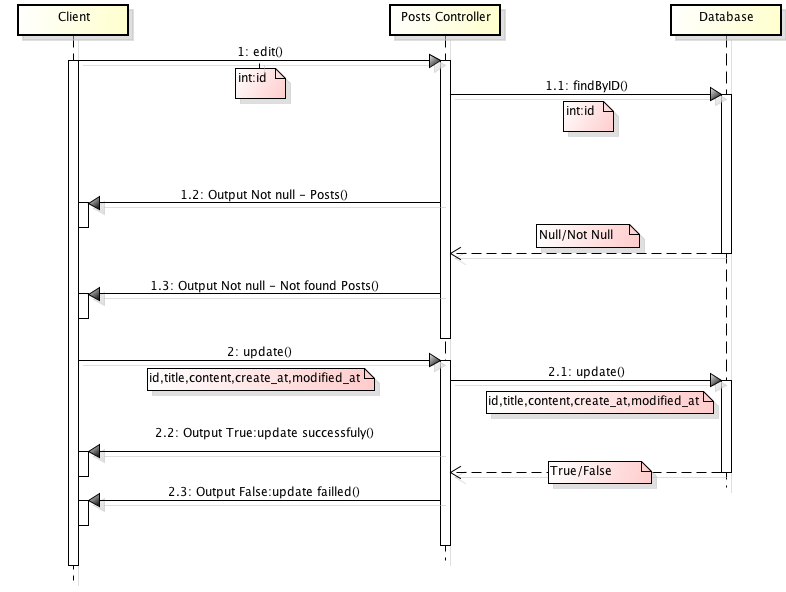 Client
Posts Controller
Database
1: edit()
int:id
1.1: findByID()
int:id
1.2: Output Not null - Posts()
Null/Not Null
1.3: Output Not null - Not found Posts()
2: update()
id,title,content,create_at,modified_at
2.1: update()
id,title,content,create_at,modified_at
2.2: Output True:update successfuly()
True/False
2.3: Output False:update failled()